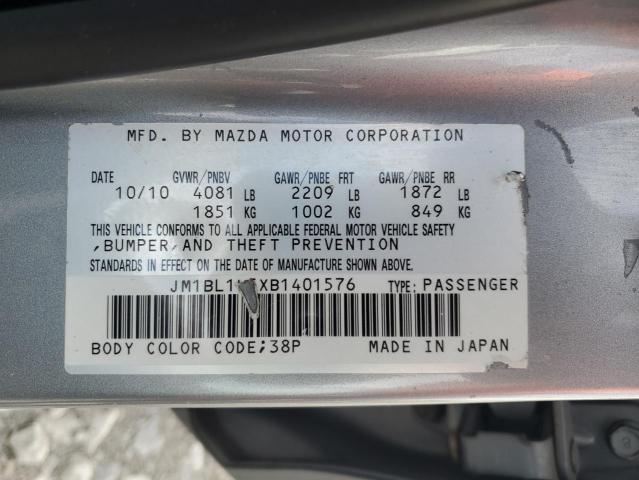 MFD. BY MAZDA MOTOR CORPORATION
DATE GVWR/PNBV GAWR/PNBE FRT GAWR/PNBE RR
10/10 4081 LB 2209 LB 1872 LB
1851 KG 1002 KG 849 KG
THIS VEHICLE CONFORMS TO ALL APPLICABLE FEDERAL MOTOR VEHICLE SAFETY
,BUMPER,AND THEFT PREVENTION
STANDARDS IN EFFECT ON THE DATE OF MANUFACTURE SHOWN ABOVE.
TYPE: PASSENGER
BODY COLOR CODE;38P MADE IN JAPAN